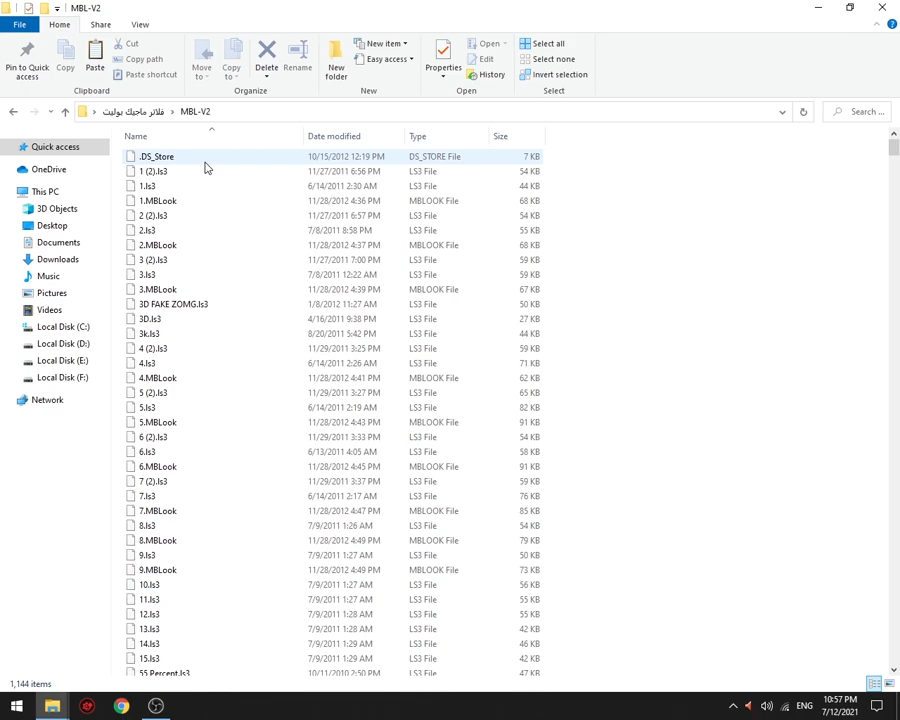 MBL-V2
File Home Share View
Pin to Quick access
Copy
Paste
Cut
Copy path
Paste shortcut
Clipboard
Move to
Copy to
Delete
Rename
Organize
New folder
New item
Easy access
New
Properties
Open
Edit
History
Open
Select all
Select none
Invert selection
Select
فلاتر ماجيك بوليت › MBL-V2
Search ...
Name Date modified Type Size
Quick access
OneDrive
This PC
3D Objects
Desktop
Documents
Downloads
Music
Pictures
Videos
Local Disk (C:)
Local Disk (D:)
Local Disk (E:)
Local Disk (F:)
Network
.DS_Store 10/15/2012 12:19 PM DS_STORE File 7 KB
1 (2).ls3 11/27/2011 6:56 PM LS3 File 54 KB
1.ls3 6/14/2011 2:30 AM LS3 File 44 KB
1.MBLook 11/28/2012 4:36 PM MBLOOK File 68 KB
2 (2).ls3 11/27/2011 6:57 PM LS3 File 54 KB
2.ls3 7/8/2011 8:58 PM LS3 File 55 KB
2.MBLook 11/28/2012 4:37 PM MBLOOK File 68 KB
3 (2).ls3 11/27/2011 7:00 PM LS3 File 59 KB
3.ls3 7/8/2011 12:22 AM LS3 File 59 KB
3.MBLook 11/28/2012 4:39 PM MBLOOK File 67 KB
3D FAKE ZOMG.ls3 1/8/2012 11:27 AM LS3 File 50 KB
3D.ls3 4/16/2011 9:38 PM LS3 File 27 KB
3k.ls3 8/20/2011 5:42 PM LS3 File 44 KB
4 (2).ls3 11/29/2011 3:25 PM LS3 File 59 KB
4.ls3 6/14/2011 2:26 AM LS3 File 71 KB
4.MBLook 11/28/2012 4:41 PM MBLOOK File 62 KB
5 (2).ls3 11/29/2011 3:27 PM LS3 File 65 KB
5.ls3 6/14/2011 2:19 AM LS3 File 82 KB
5.MBLook 11/28/2012 4:43 PM MBLOOK File 91 KB
6 (2).ls3 11/29/2011 3:33 PM LS3 File 54 KB
6.ls3 6/13/2011 4:05 AM LS3 File 58 KB
6.MBLook 11/28/2012 4:45 PM MBLOOK File 91 KB
7 (2).ls3 11/29/2011 3:37 PM LS3 File 59 KB
7.ls3 6/14/2011 2:17 AM LS3 File 76 KB
7.MBLook 11/28/2012 4:47 PM MBLOOK File 85 KB
8.ls3 7/9/2011 1:26 AM LS3 File 54 KB
8.MBLook 11/28/2012 4:49 PM MBLOOK File 79 KB
9.ls3 7/9/2011 1:27 AM LS3 File 50 KB
9.MBLook 11/28/2012 4:49 PM MBLOOK File 73 KB
10.ls3 7/9/2011 1:27 AM LS3 File 56 KB
11.ls3 7/9/2011 1:27 AM LS3 File 55 KB
12.ls3 7/9/2011 1:28 AM LS3 File 55 KB
13.ls3 7/9/2011 1:28 AM LS3 File 42 KB
14.ls3 7/9/2011 1:29 AM LS3 File 46 KB
15.ls3 7/9/2011 1:29 AM LS3 File 42 KB
55 Percent.ls3 10/11/2010 2:50 PM LS3 File 47 KB
1,144 items
ENG
10:57 PM
7/12/2021